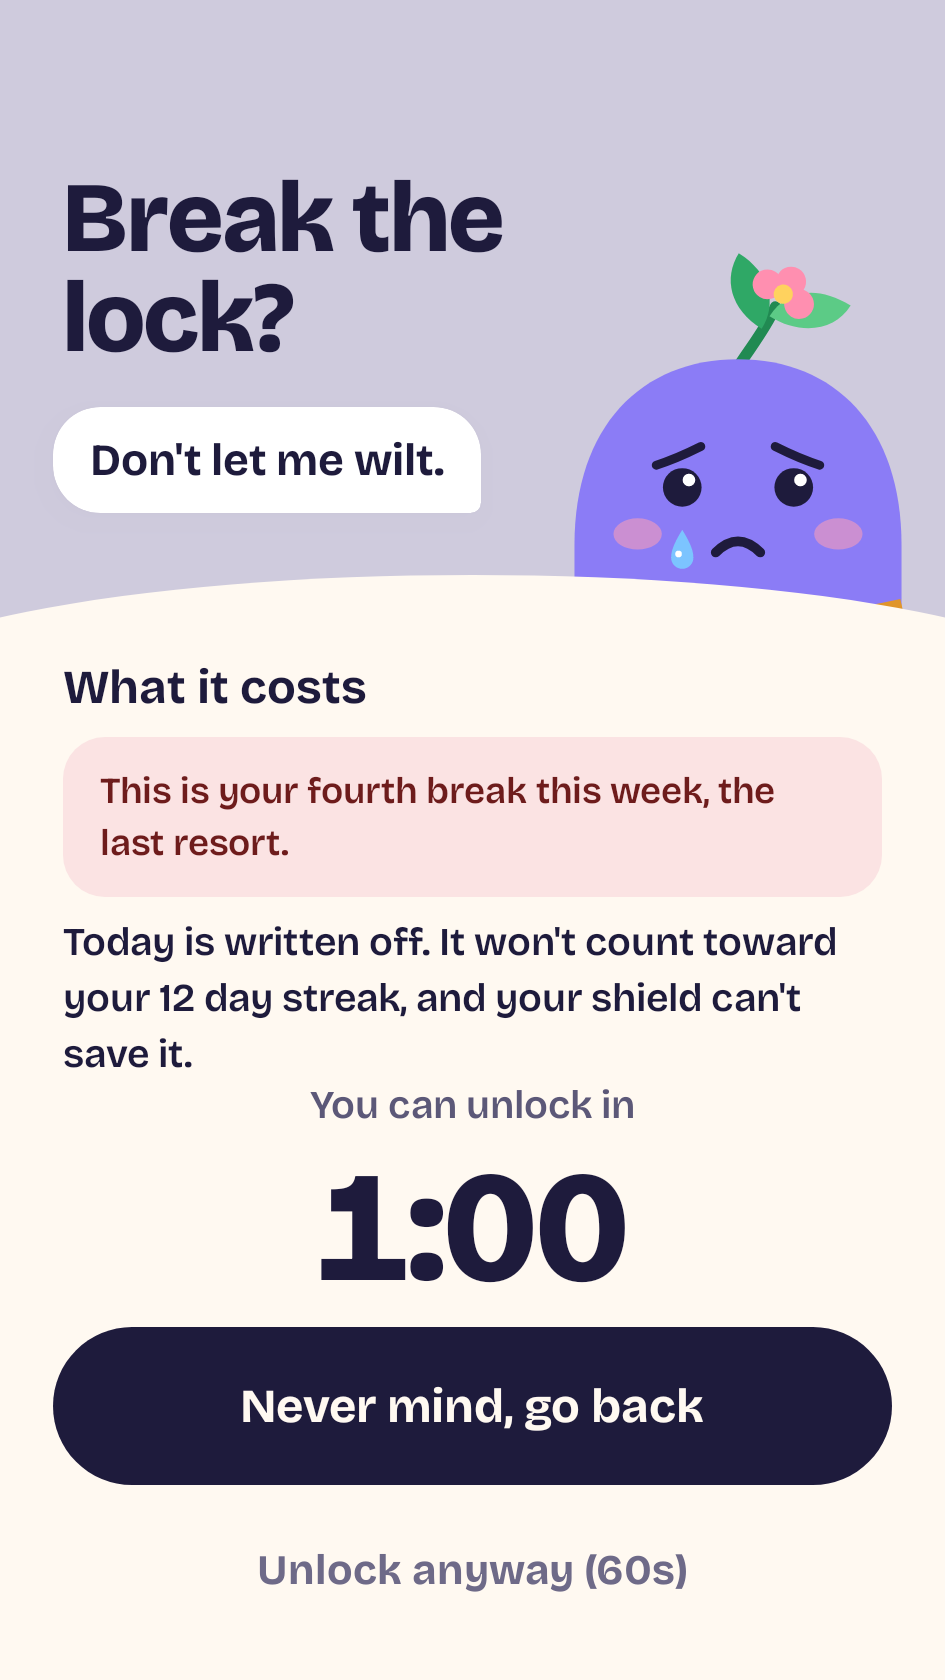 Break the
lock?
Don't let me wilt.
What it costs
This is your fourth break this week, the
last resort.
Today is written off. It won't count toward
your 12 day streak, and your shield can't
save it.
You can unlock in
1:00
Never mind, go back
Unlock anyway (60s)